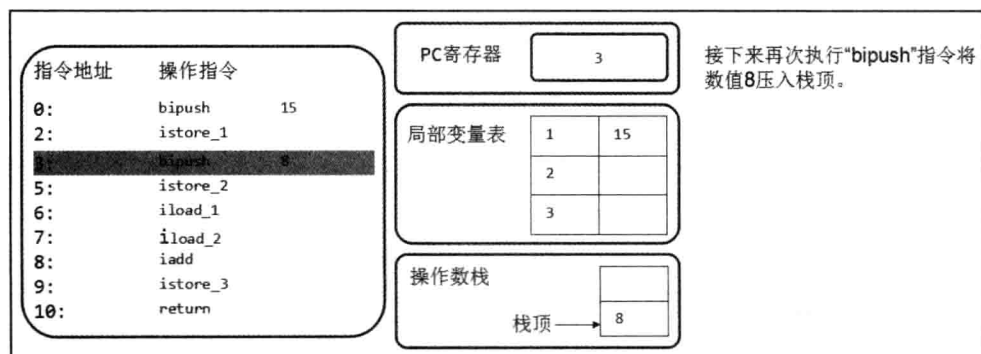 指令地址 操作指令
0: bipush 15
2: istore_1
3: bipush 8
5: istore_2
6: iload_1
7: iload_2
8: iadd
9: istore_3
10: return
PC寄存器 3
局部变量表 1 15
2
3
操作数栈
栈顶 8
接下来再次执行“bipush”指令将
数值8压入栈顶。